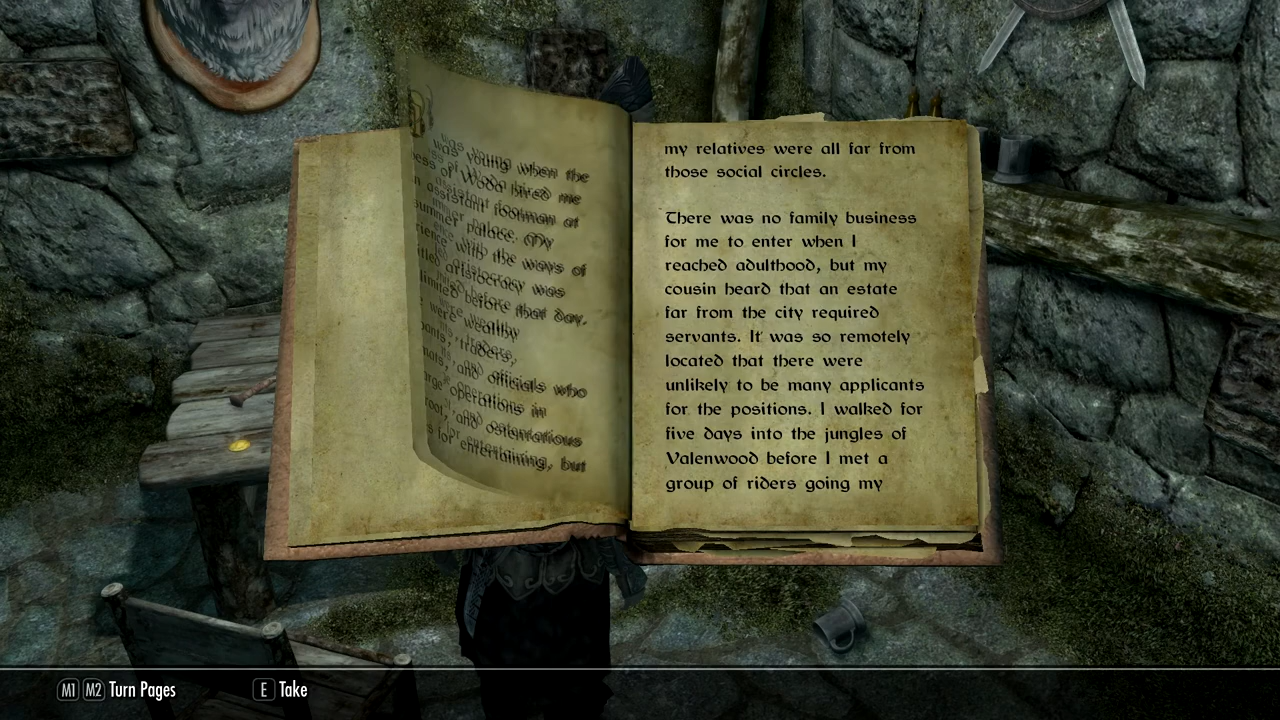 was young when the
ess of Woda hired me
assistant footman at
summer palace. My
with the ways of
aristocracy was
limited before that day.
were wealthy
traders,
and officials who
operations in
and ostentatious
for entertaining, but
my relatives were all far from
those social circles.
There was no family business
for me to enter when I
reached adulthood, but my
cousin heard that an estate
far from the city required
servants. It was so remotely
located that there were
unlikely to be many applicants
for the positions. I walked for
five days into the jungles of
Valenwood before I met a
group of riders going my
M1 M2 Turn Pages
E Take